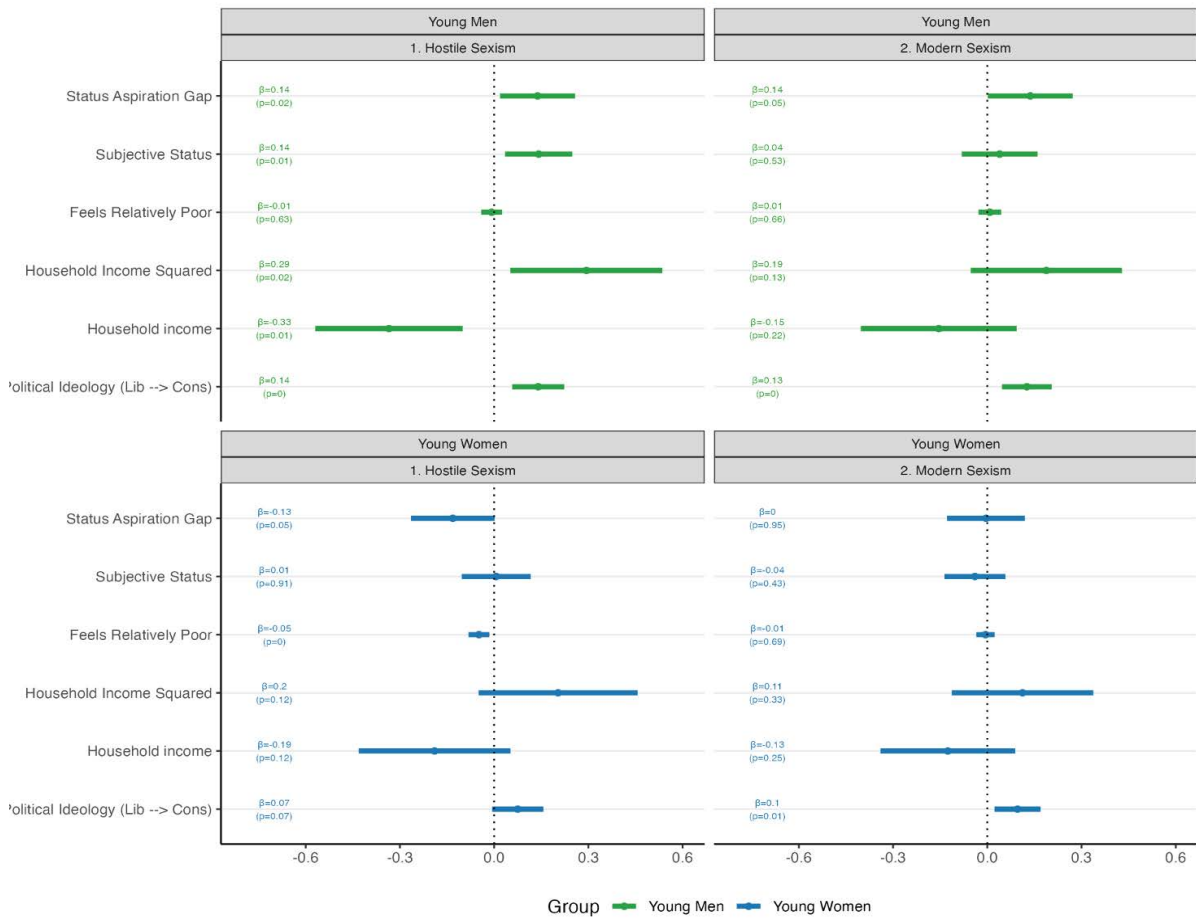 Young Men
Young Men
1. Hostile Sexism
2. Modern Sexism
Status Aspiration Gap
β=0.14
(p=0.02)
β=0.14
(p=0.05)
Subjective Status
β=0.14
(p=0.01)
β=0.04
(p=0.53)
Feels Relatively Poor
β=-0.01
(p=0.63)
β=0.01
(p=0.66)
Household Income Squared
β=0.29
(p=0.02)
β=0.19
(p=0.13)
Household income
β=-0.33
(p=0.01)
β=-0.15
(p=0.22)
Political Ideology (Lib --> Cons)
β=0.14
(p=0)
β=0.13
(p=0)
Young Women
Young Women
1. Hostile Sexism
2. Modern Sexism
Status Aspiration Gap
β=-0.13
(p=0.05)
β=0
(p=0.95)
Subjective Status
β=0.01
(p=0.91)
β=-0.04
(p=0.43)
Feels Relatively Poor
β=-0.05
(p=0)
β=-0.01
(p=0.69)
Household Income Squared
β=0.2
(p=0.12)
β=0.11
(p=0.33)
Household income
β=-0.19
(p=0.12)
β=-0.13
(p=0.25)
Political Ideology (Lib --> Cons)
β=0.07
(p=0.07)
β=0.1
(p=0.01)
-0.6 -0.3 0.0 0.3 0.6
-0.6 -0.3 0.0 0.3 0.6
Group Young Men Young Women